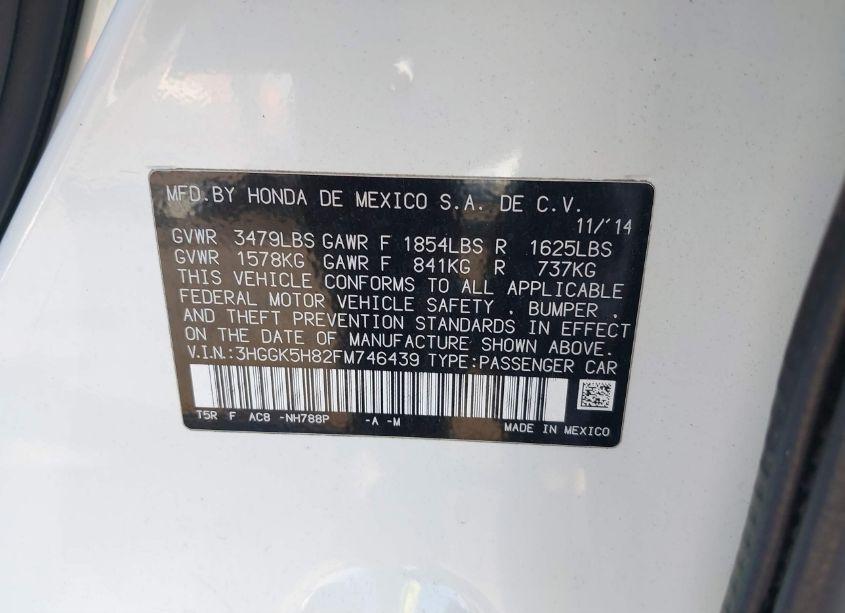 MFD.BY HONDA DE MEXICO S.A. DE C.V.
11/'14
GVWR 3479LBS GAWR F 1854LBS R 1625LBS
GVWR 1578KG GAWR F 841KG R 737KG
THIS VEHICLE CONFORMS TO ALL APPLICABLE
FEDERAL MOTOR VEHICLE SAFETY , BUMPER ,
AND THEFT PREVENTION STANDARDS IN EFFECT
ON THE DATE OF MANUFACTURE SHOWN ABOVE.
V.I.N:3HGGK5H82FM746439 TYPE:PASSENGER CAR
T5R F AC8 -NH788P -A -M
MADE IN MEXICO